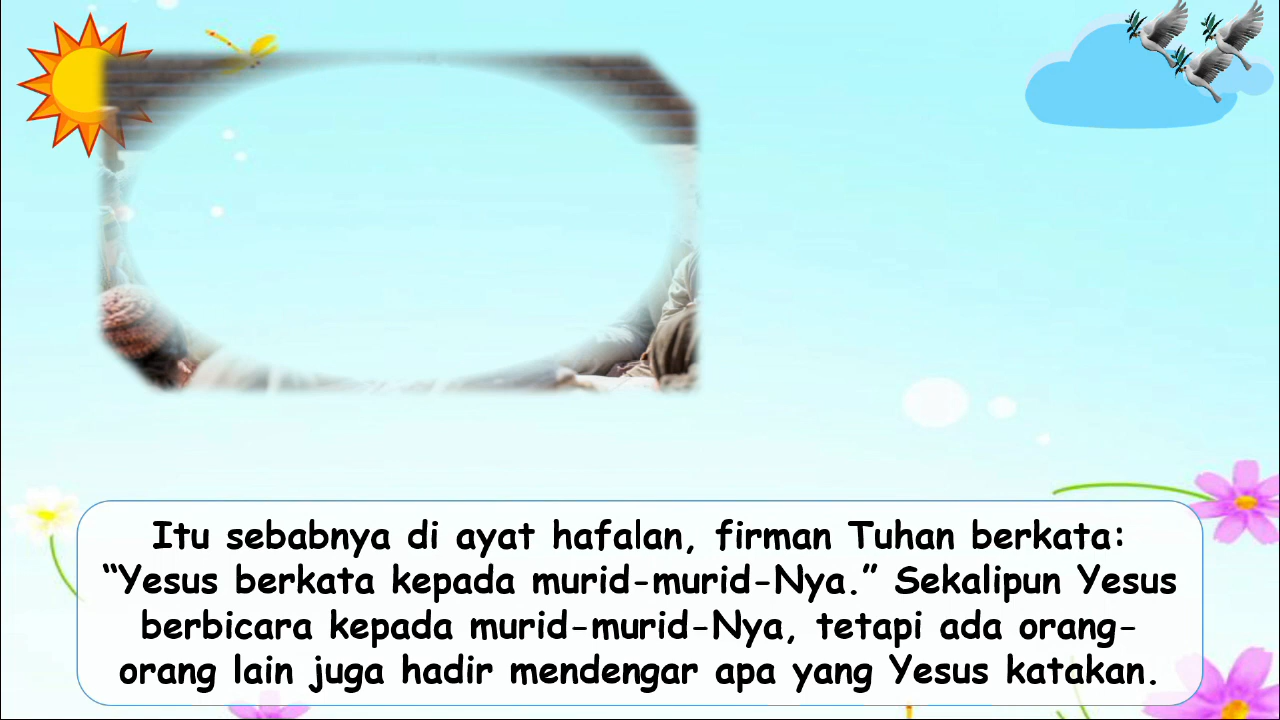 Itu sebabnya di ayat hafalan, firman Tuhan berkata:
“Yesus berkata kepada murid-murid-Nya.” Sekalipun Yesus
berbicara kepada murid-murid-Nya, tetapi ada orang-
orang lain juga hadir mendengar apa yang Yesus katakan.